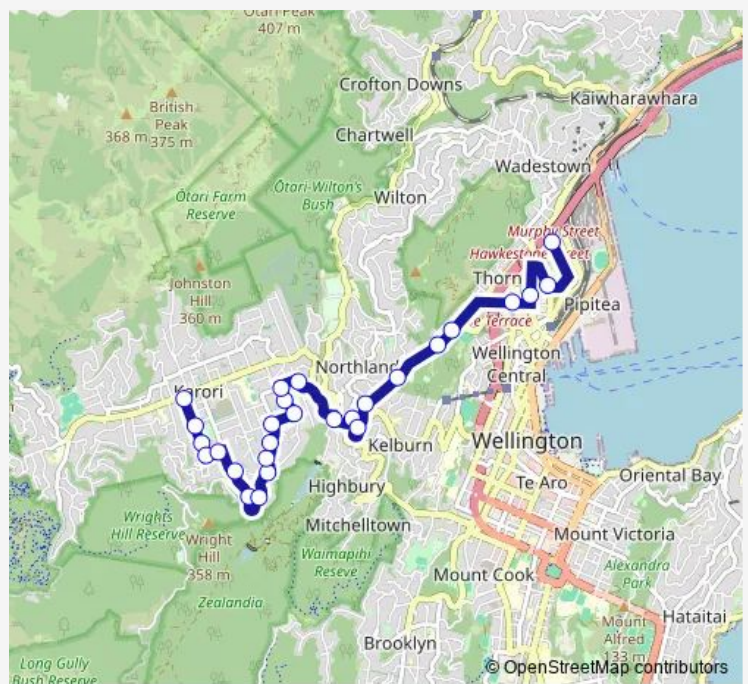 Otari Peak
407 m
Crofton Downs
Kaiwharawhara
British
Peak
368 m
375 m
Chartwell
Wadestown
Ōtari-Wilton's
Bush
Wilton
Ōtari Farm
Reserve
Murphy Street
Hawkestone Street
Thorn
Johnston
Hill
360 m
Pipitea
e Terrace
Wellington
Central
Northland
Karori
Kelburn
Wellington
Highbury
Te Aro
Oriental Bay
Wrights
Hill Reserve
Wright
Hill
358 m
Mitchelltown
Mount Victoria
Waimapihi
Reseve
Alexandra
Park
Mount Cook
Zealandia
Mount
Alfred
133 m
Hataitai
Brooklyn
Long Gully
Bush Reserve
© OpenStreetMap contributors